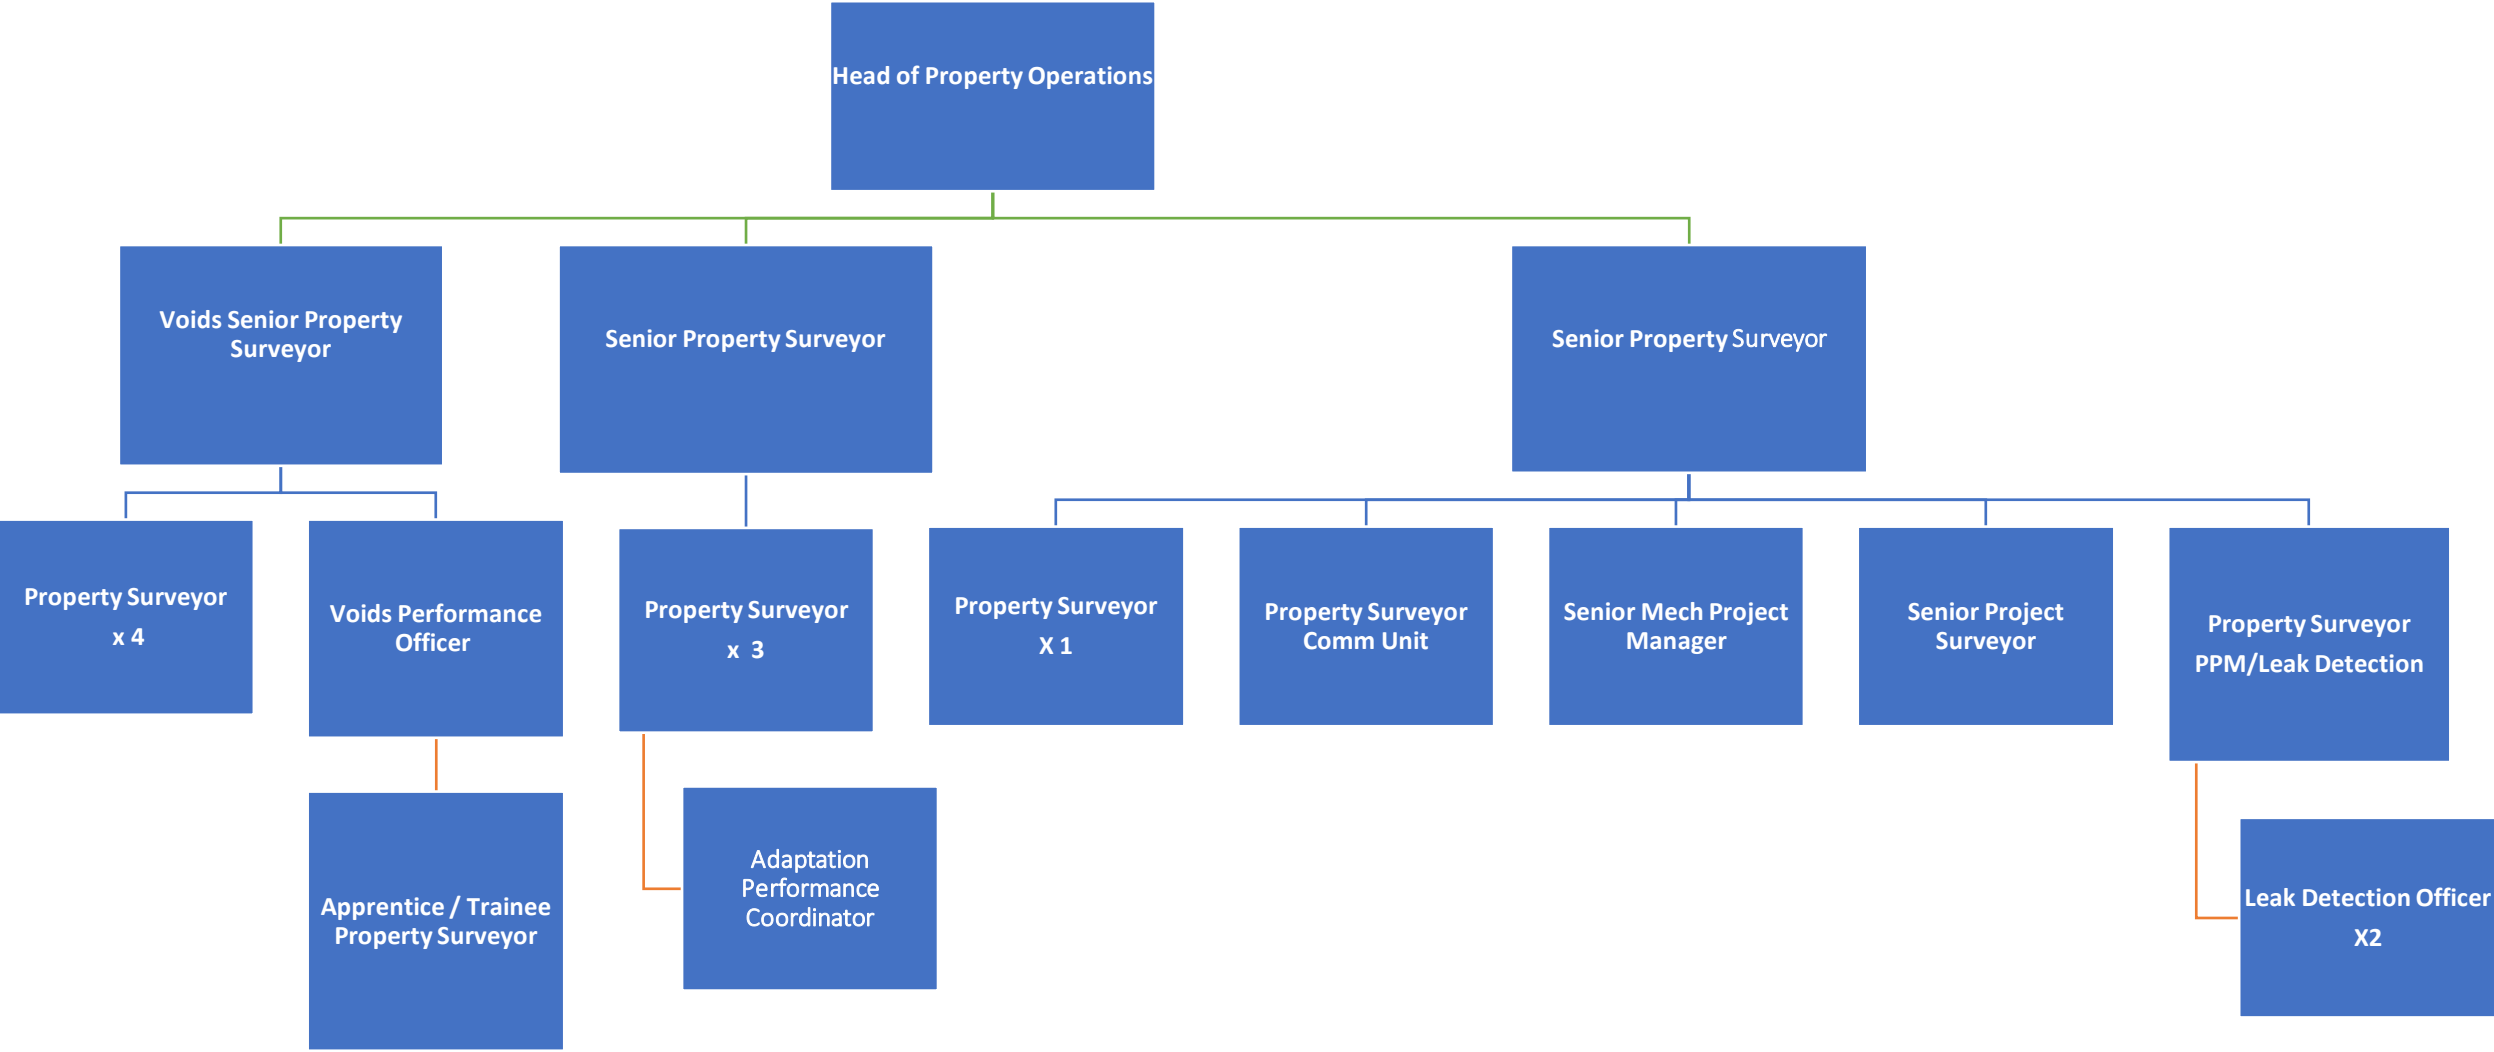 Head of Property Operations
Voids Senior Property
Surveyor
Senior Property Surveyor
Senior Property Surveyor
Property Surveyor
x 4
Voids Performance
Officer
Property Surveyor
x  3
Property Surveyor
X 1
Property Surveyor
Comm Unit
Senior Mech Project
Manager
Senior Project
Surveyor
Property Surveyor
PPM/Leak Detection
Apprentice / Trainee
Property Surveyor
Adaptation
Performance
Coordinator
Leak Detection Officer
X2